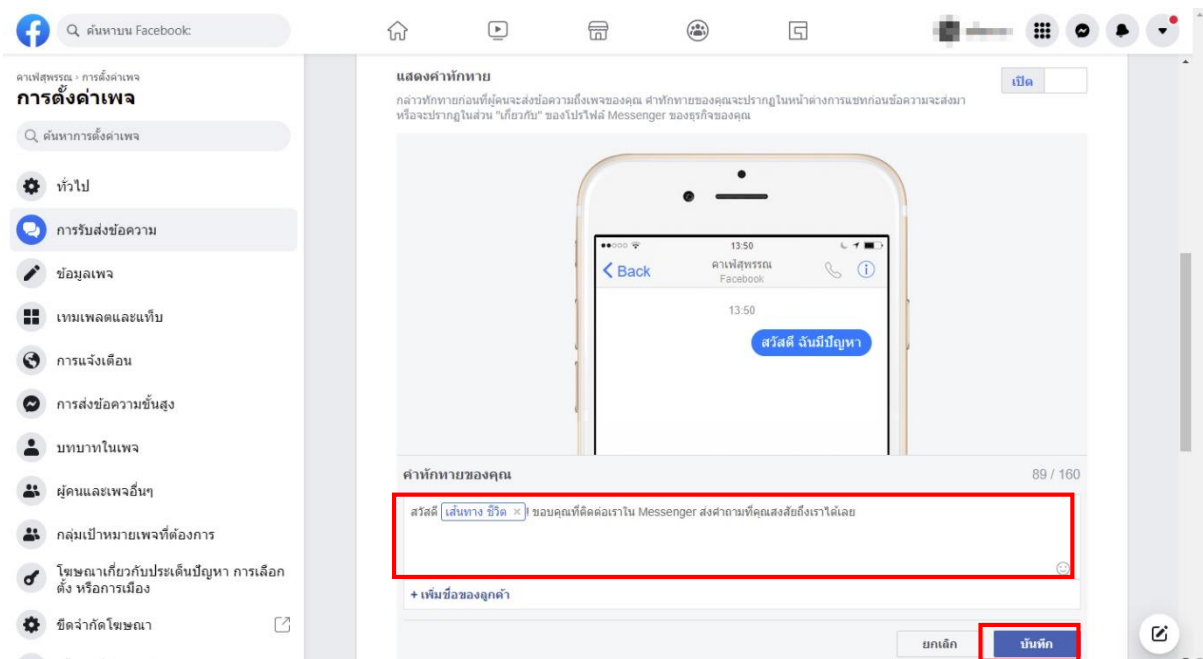 ค้นหาบน Facebook:
คาเฟ่สุพรรณ › การตั้งค่าเพจ
การตั้งค่าเพจ
ค้นหาการตั้งค่าเพจ
ทั่วไป
การรับส่งข้อความ
ข้อมูลเพจ
เทมเพลตและแท็บ
การแจ้งเตือน
การส่งข้อความขั้นสูง
บทบาทในเพจ
ผู้คนและเพจอื่นๆ
กลุ่มเป้าหมายเพจที่ต้องการ
โฆษณาเกี่ยวกับประเด็นปัญหา การเลือก
ตั้ง หรือการเมือง
ขีดจำกัดโฆษณา
แสดงคำทักทาย
เปิด
กล่าวทักทายก่อนที่ผู้คนจะส่งข้อความถึงเพจของคุณ คำทักทายของคุณจะปรากฏในหน้าต่างการแชทก่อนข้อความจะส่งมา
หรือจะปรากฏในส่วน "เกี่ยวกับ" ของโปรไฟล์ Messenger ของธุรกิจของคุณ
13:50
Back
คาเฟ่สุพรรณ
Facebook
13:50
สวัสดี ฉันมีปัญหา
คำทักทายของคุณ
89 / 160
สวัสดี เส้นทาง ชีวิต ×! ขอบคุณที่ติดต่อเราใน Messenger ส่งคำถามที่คุณสงสัยถึงเราได้เลย
+ เพิ่มชื่อของลูกค้า
ยกเลิก
บันทึก